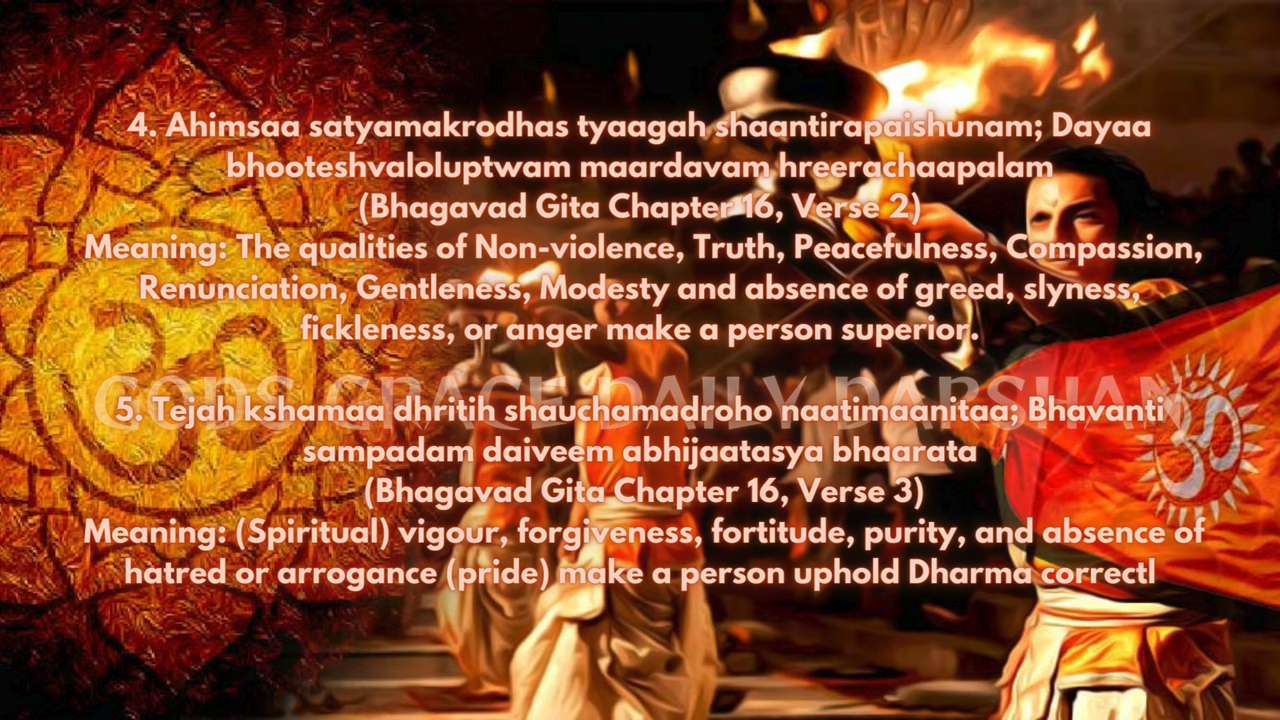 4. Ahimsaa satyamakrodhas tyaagah shaantirapaishunam; Dayaa
bhooteshvaloluptwam maardavam hreerachaapalam
(Bhagavad Gita Chapter 16, Verse 2)
Meaning: The qualities of Non-violence, Truth, Peacefulness, Compassion,
Renunciation, Gentleness, Modesty and absence of greed, slyness,
fickleness, or anger make a person superior.
GODS GRACE DAILY DARSHAN
5. Tejah kshamaa dhritih shauchamadroho naatimaanitaa; Bhavanti
sampadam daiveem abhijaatasya bhaarata
(Bhagavad Gita Chapter 16, Verse 3)
Meaning: (Spiritual) vigour, forgiveness, fortitude, purity, and absence of
hatred or arrogance (pride) make a person uphold Dharma correctl
ॐ
ॐ